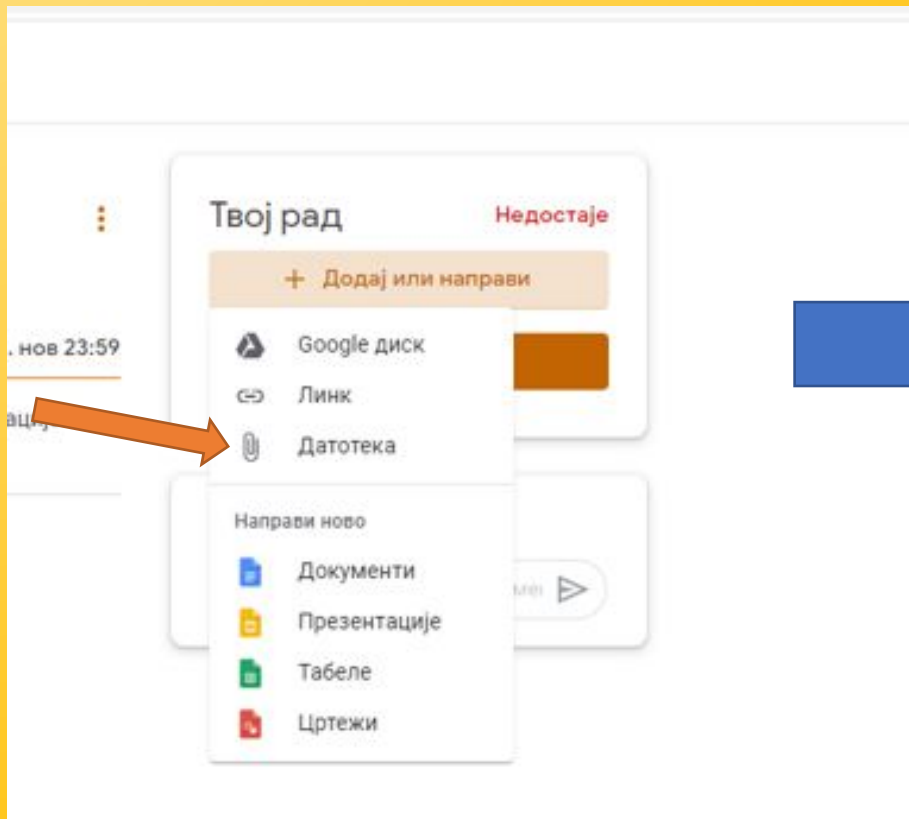 Твој рад
Недостаје
+ Додај или направи
. нов 23:59
Google диск
Линк
Датотека
Направи ново
Документи
Презентације
Табеле
Цртежи